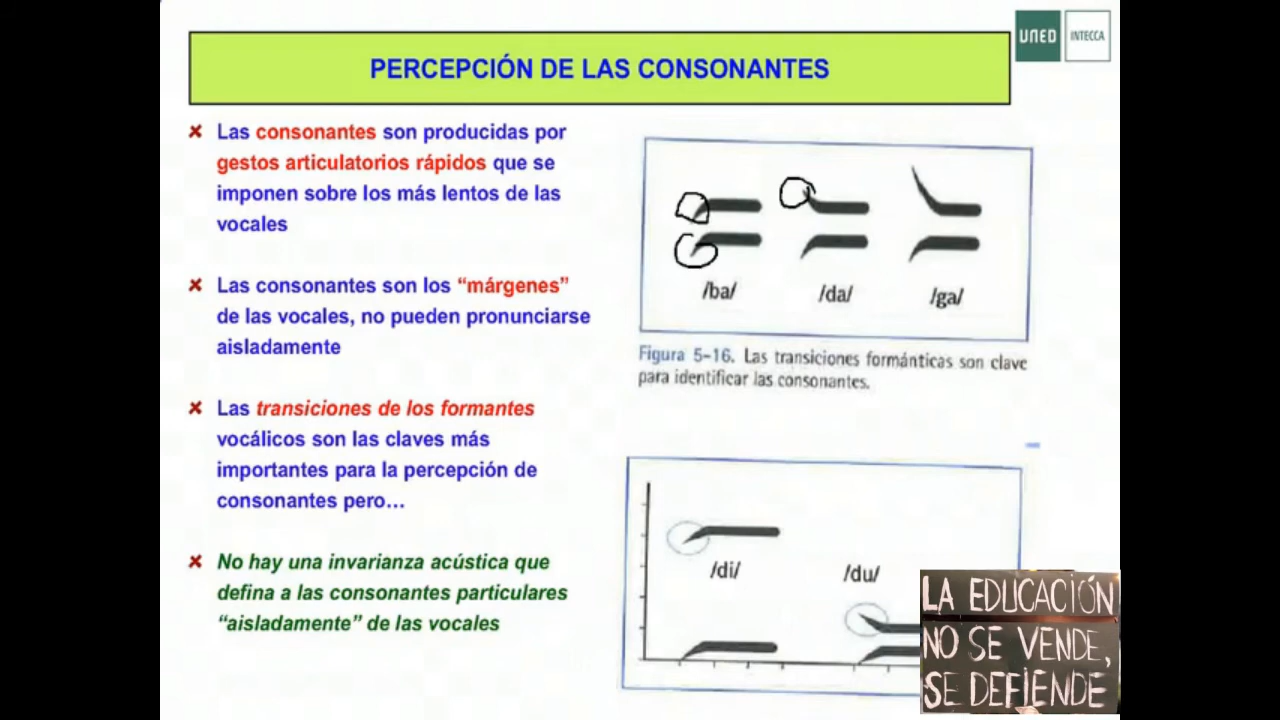 UNED INTECCA
PERCEPCIÓN DE LAS CONSONANTES
Las consonantes son producidas por
gestos articulatorios rápidos que se
imponen sobre los más lentos de las
vocales
Las consonantes son los “márgenes”
de las vocales, no pueden pronunciarse
aisladamente
Las transiciones de los formantes
vocálicos son las claves más
importantes para la percepción de
consonantes pero…
No hay una invarianza acústica que
defina a las consonantes particulares
“aisladamente” de las vocales
/ba/ /da/ /ga/
Figura 5-16. Las transiciones formánticas son clave
para identificar las consonantes.
/di/ /du/
LA EDUCACIÓN
NO SE VENDE,
SE DEFIENDE